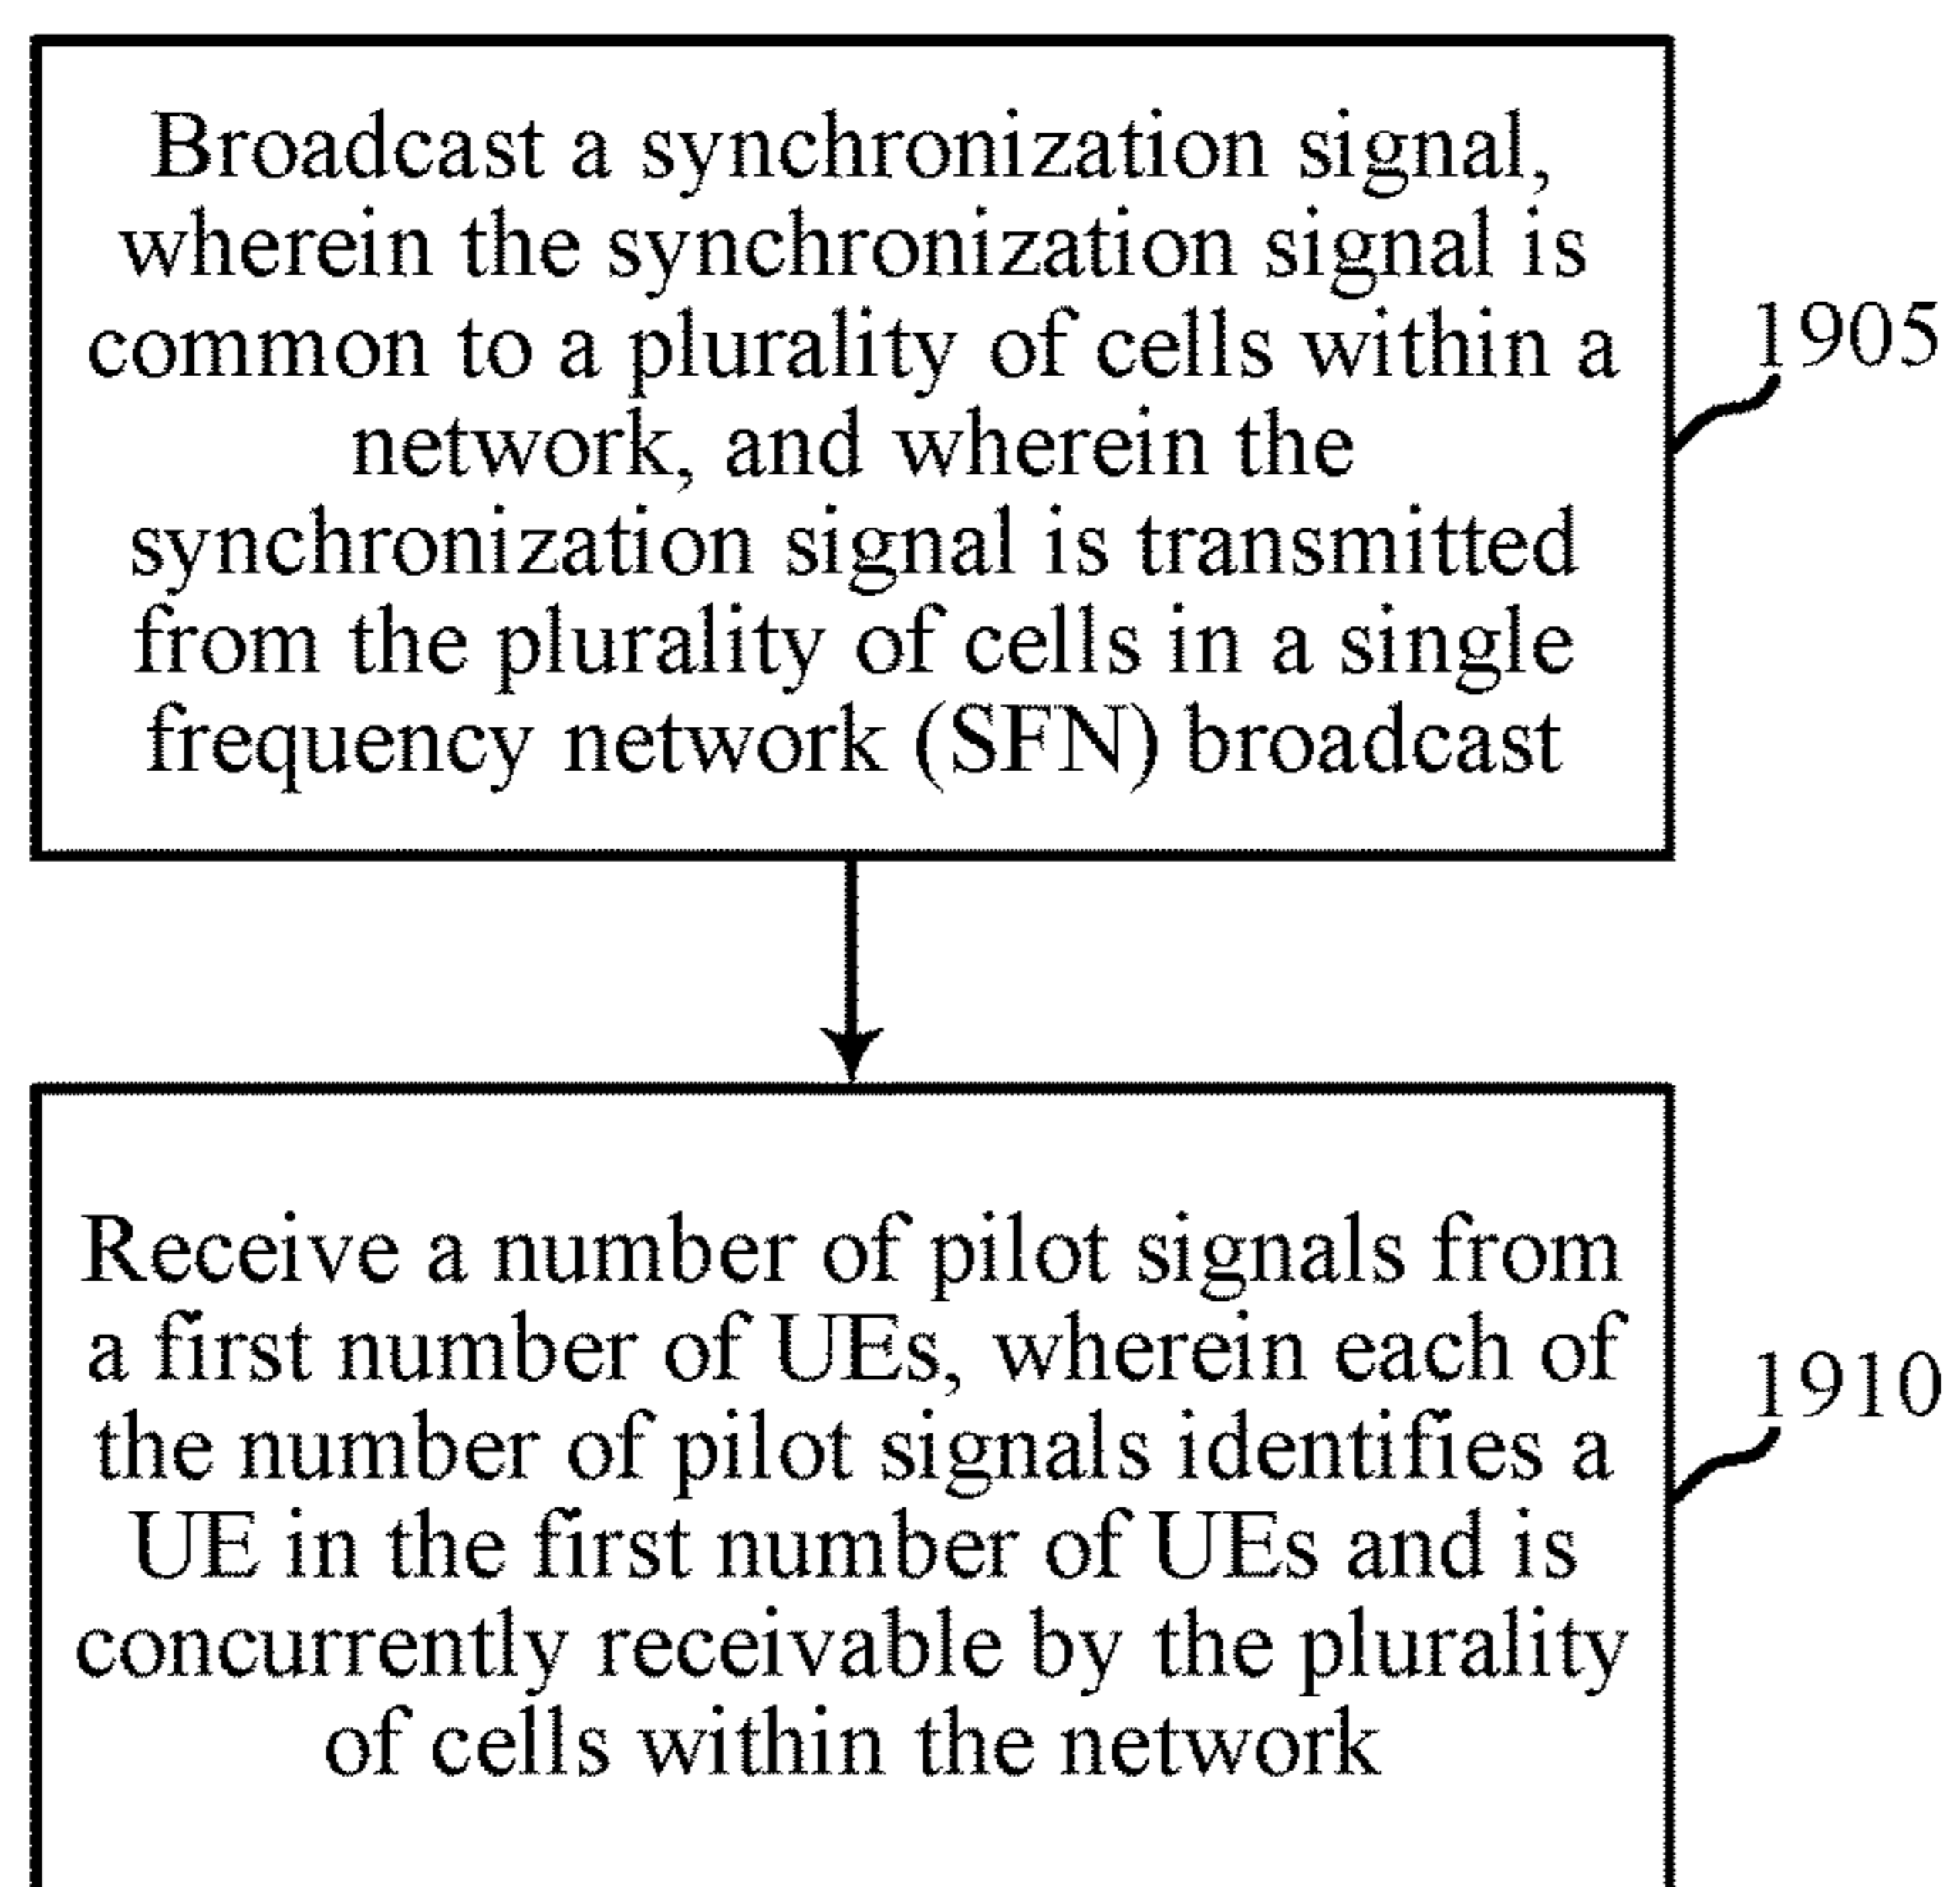 Broadcast a synchronization signal,
wherein the synchronization signal is
common to a plurality of cells within a
network, and wherein the
synchronization signal is transmitted
from the plurality of cells in a single
frequency network (SFN) broadcast
1905
Receive a number of pilot signals from
a first number of UEs, wherein each of
the number of pilot signals identifies a
UE in the first number of UEs and is
concurrently receivable by the plurality
of cells within the network
1910